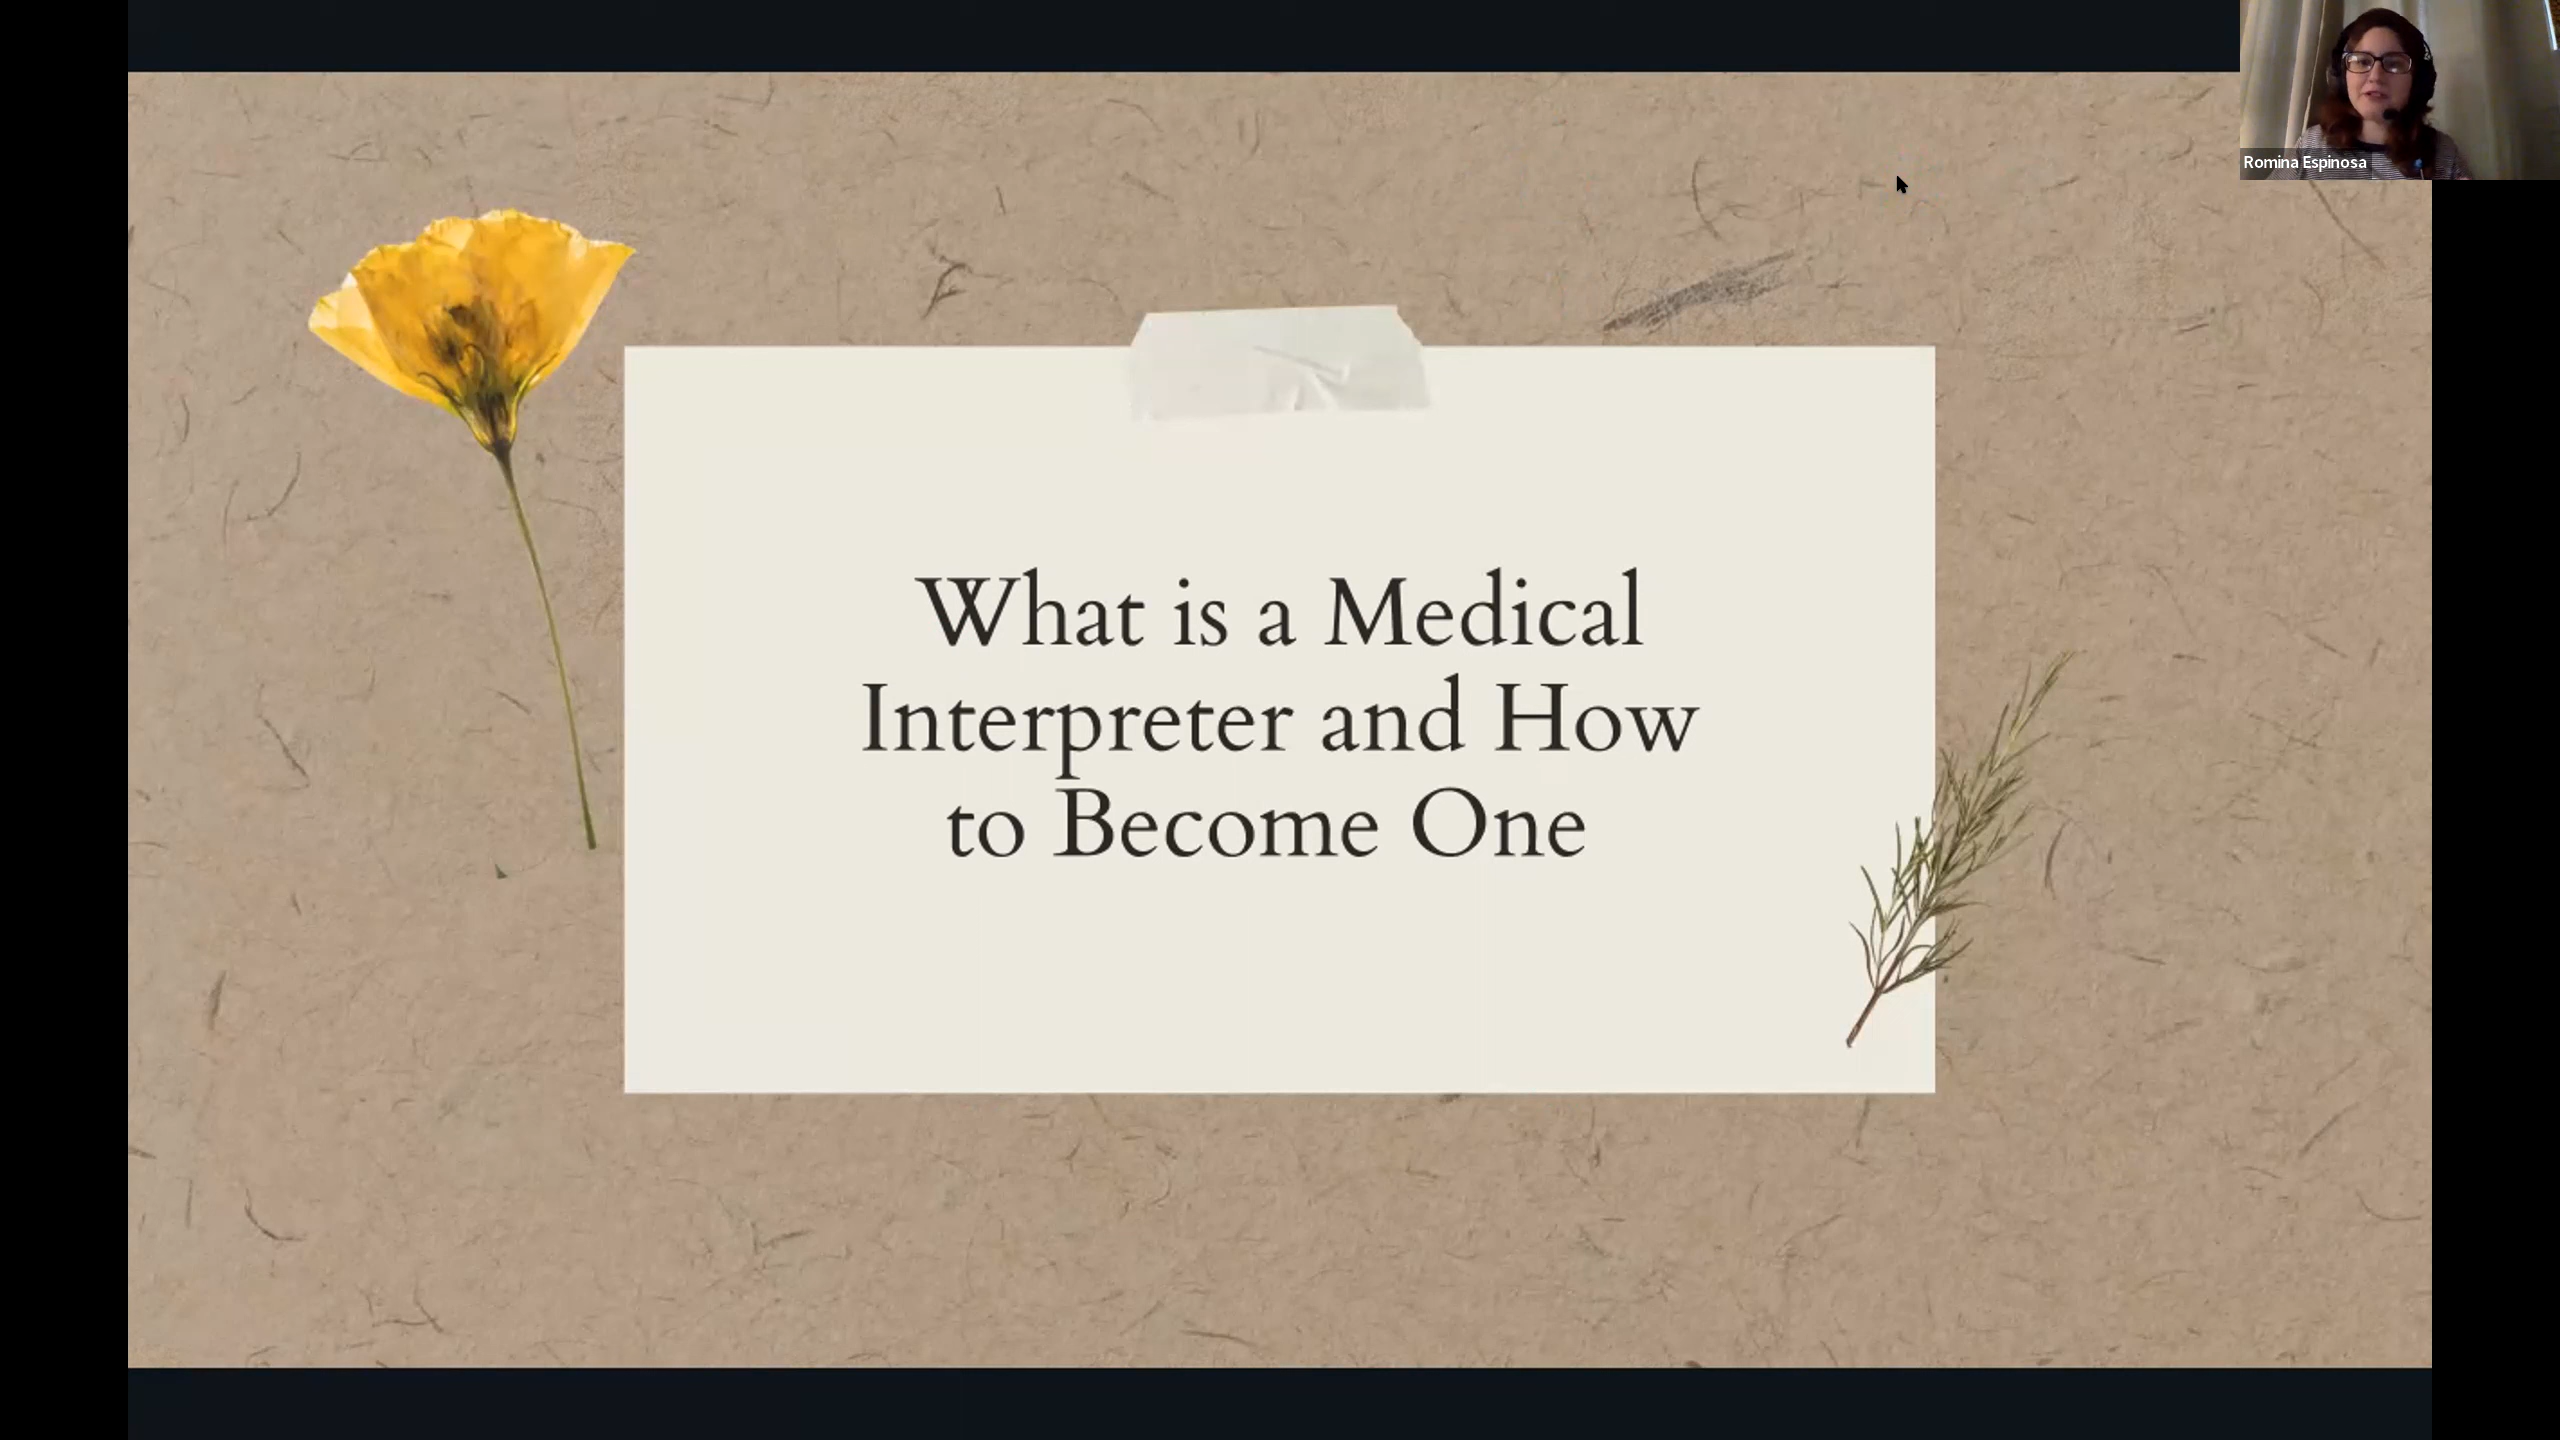 Romina Espinosa
What is a Medical
Interpreter and How
to Become One